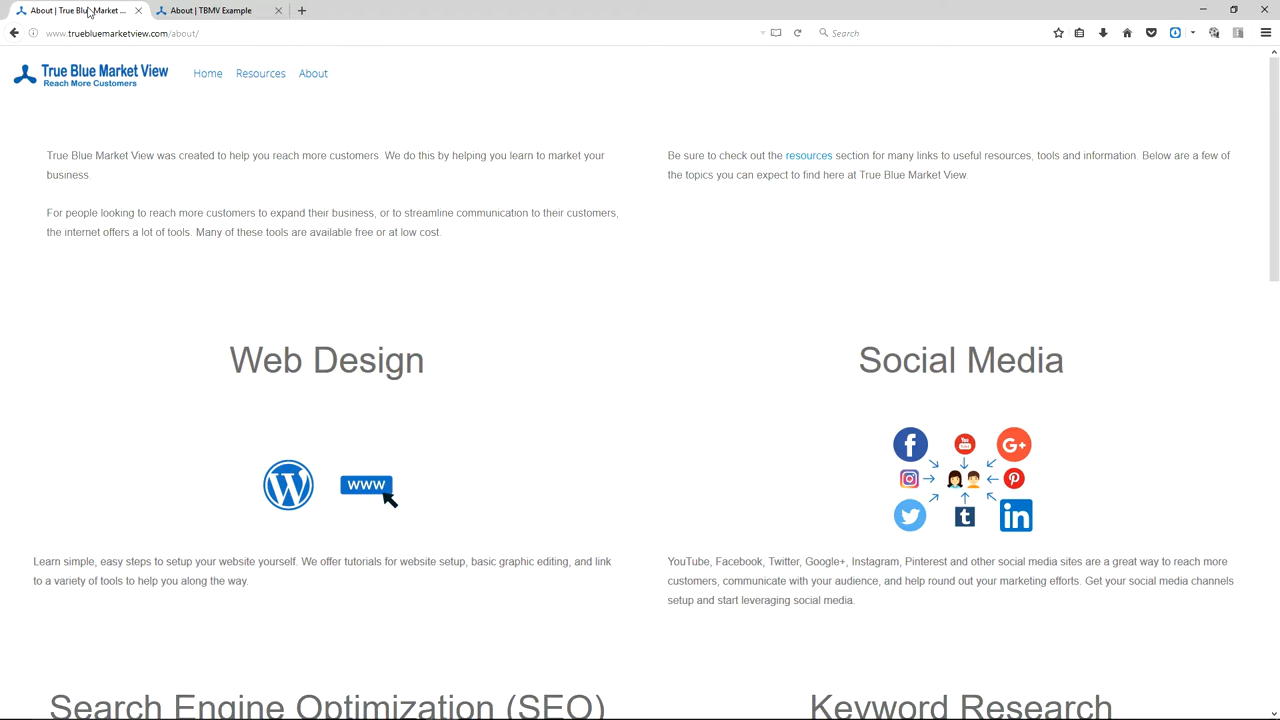 About | True Blue Market ...
About | TBMV Example
www.truebluemarketview.com/about/
Search
True Blue Market View
Reach More Customers
Home
Resources
About
True Blue Market View was created to help you reach more customers. We do this by helping you learn to market your
business.
For people looking to reach more customers to expand their business, or to streamline communication to their customers,
the internet offers a lot of tools. Many of these tools are available free or at low cost.
Be sure to check out the resources section for many links to useful resources, tools and information. Below are a few of
the topics you can expect to find here at True Blue Market View.
Web Design
WWW
Learn simple, easy steps to setup your website yourself. We offer tutorials for website setup, basic graphic editing, and link
to a variety of tools to help you along the way.
Social Media
YouTube, Facebook, Twitter, Google+, Instagram, Pinterest and other social media sites are a great way to reach more
customers, communicate with your audience, and help round out your marketing efforts. Get your social media channels
setup and start leveraging social media.
Search Engine Optimization (SEO)
Keyword Research